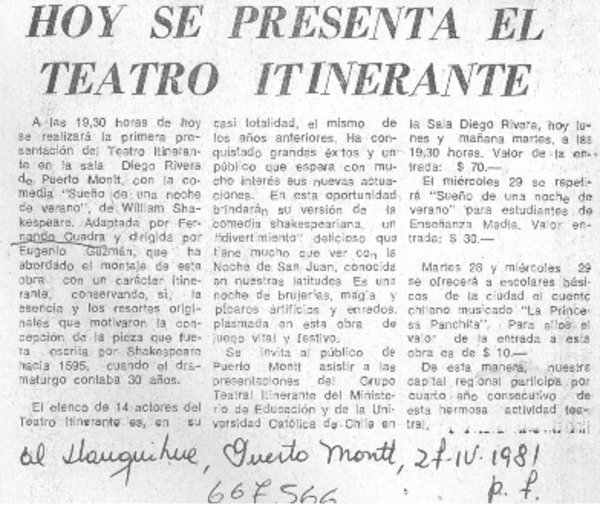 HOY SE PRESENTA EL
TEATRO ITINERANTE
A las 19,30 horas de hoy
se realizará la primera pre-
sentación del Teatro Itineran-
te en la sala Diego Rivera
de Puerto Montt, con la co-
media "Sueño de una noche
de verano", de William Sha-
kespeare. Adaptada por Fer-
nando Cuadra y dirigida por
Eugenio Guzmán, que ha
abordado el montaje de esta
obra con un carácter itine-
rante, conservando, sí, la
esencia y los resortes origi-
nales que motivaron la con-
cepción de la pieza que fue-
ra escrita por Shakespeare
hacia 1595, cuando el dra-
maturgo contaba 30 años.
El elenco de 14 actores del
Teatro Itinerante es, en su
casi totalidad, el mismo de
los años anteriores. Ha con-
quistado grandes éxitos y un
público que espera con mu-
cho interés sus nuevas actua-
ciones. En esta oportunidad
brindarán su versión de la
comedia shakespeariana, un
"divertimiento" delicioso que
tiene mucho que ver con la
Noche de San Juan, conocida
en nuestras latitudes Es una
noche de brujerías, magia y
pícaros artificios y enredos,
plasmada en esta obra de
juego vital y festivo.
Se invita al público de
Puerto Montt asistir a las
presentaciones del Grupo
Teatral Itinerante del Ministe-
rio de Educación y de la Uni-
versidad Católica de Chile en
la Sala Diego Rivera, hoy lu-
nes y mañana martes, a las
19,30 horas. Valor de la en-
trada: $ 70.—
El miércoles 29 se repeti-
rá "Sueño de una noche de
verano" para estudiantes de
Enseñanza Media. Valor en-
trada: $ 30.—
Martes 28 y miércoles 29
se ofrecerá a escolares bási-
cos de la ciudad el cuento
chileno musicado "La Prince-
sa Panchita". Para ellos el
valor de la entrada a esta
obra es de $ 10.—
De esta manera, nuestra
capital regional participa por
cuarto año consecutivo de
esta hermosa actividad tea-
tral.
el Llanquihue, Puerto Montt, 27-IV-1981
667566 p. f.